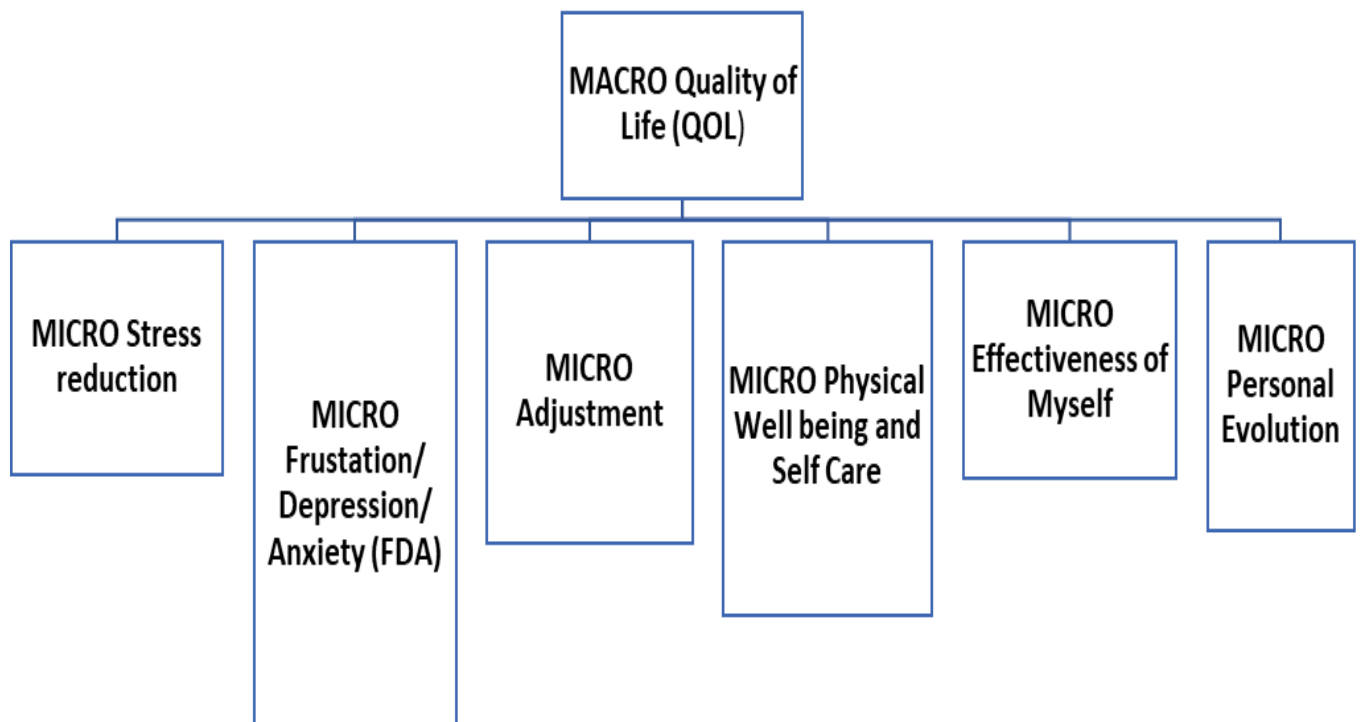 MACRO Quality of
Life (QOL)
MICRO Stress
reduction
MICRO
Frustation/
Depression/
Anxiety (FDA)
MICRO
Adjustment
MICRO Physical
Well being and
Self Care
MICRO
Effectiveness of
Myself
MICRO
Personal
Evolution